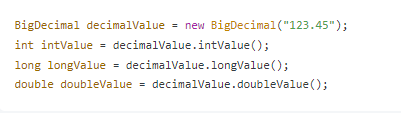 BigDecimal decimalValue = new BigDecimal("123.45");
int intValue = decimalValue.intValue();
long longValue = decimalValue.longValue();
double doubleValue = decimalValue.doubleValue();